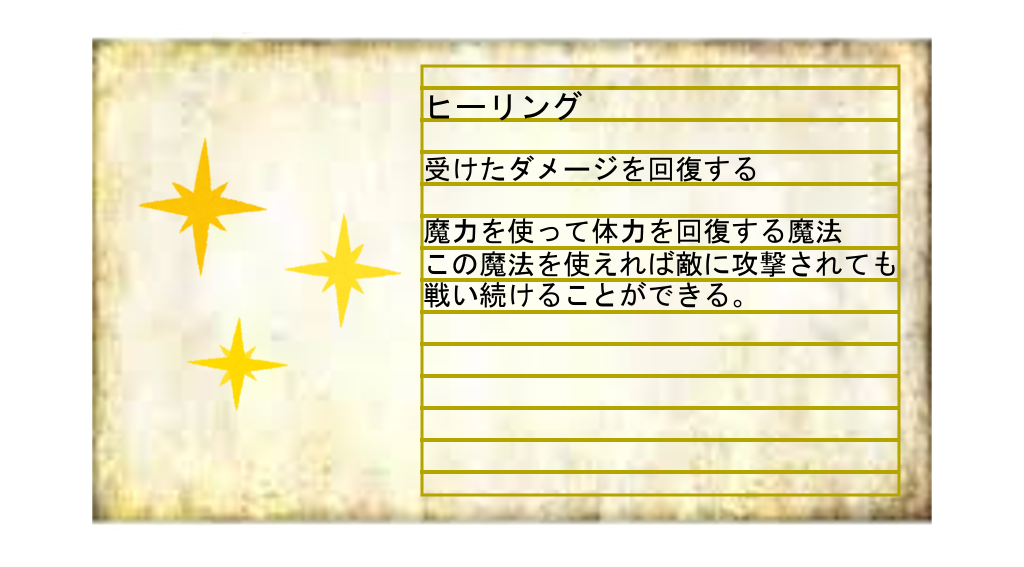 ヒーリング
受けたダメージを回復する
魔力を使って体力を回復する魔法
この魔法を使えれば敵に攻撃されても
戦い続けることができる。